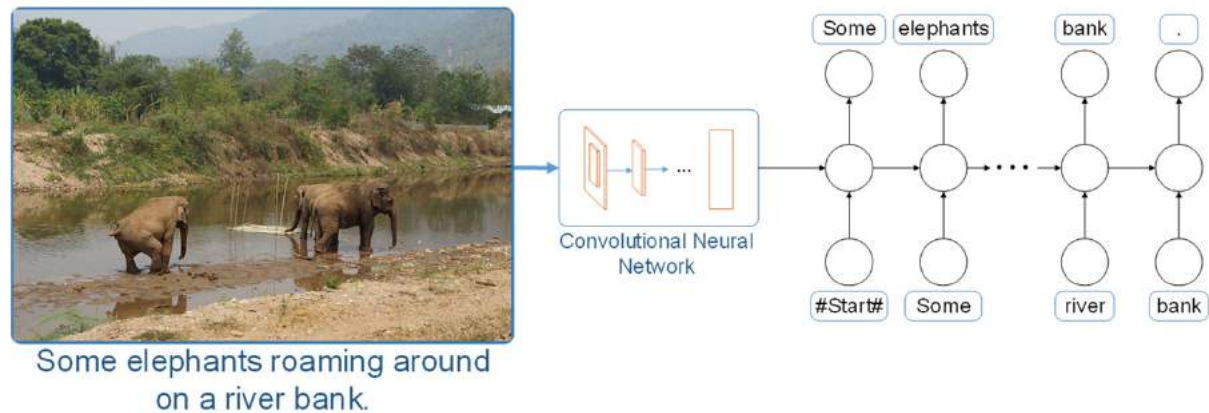 Some elephants bank .
...
Convolutional Neural
Network
...
#Start# Some river bank
Some elephants roaming around
on a river bank.